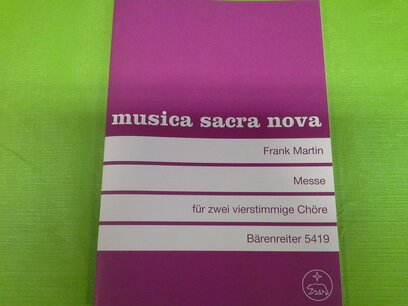 musica sacra nova
Frank Martin
Messe
für zwei vierstimmige Chöre
Bärenreiter 5419